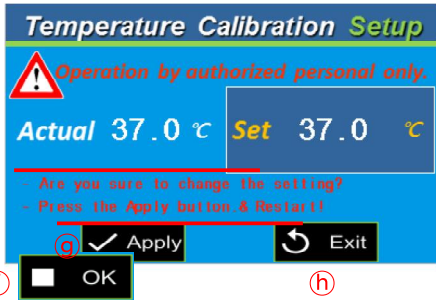 Temperature Calibration Setup
Operation by authorized personal only.
Actual 37.0 ℃ Set 37.0 ℃
- Are you sure to change the setting?
- Press the Apply button.& Restart!
ⓖ Apply Exit
OK ⓗ